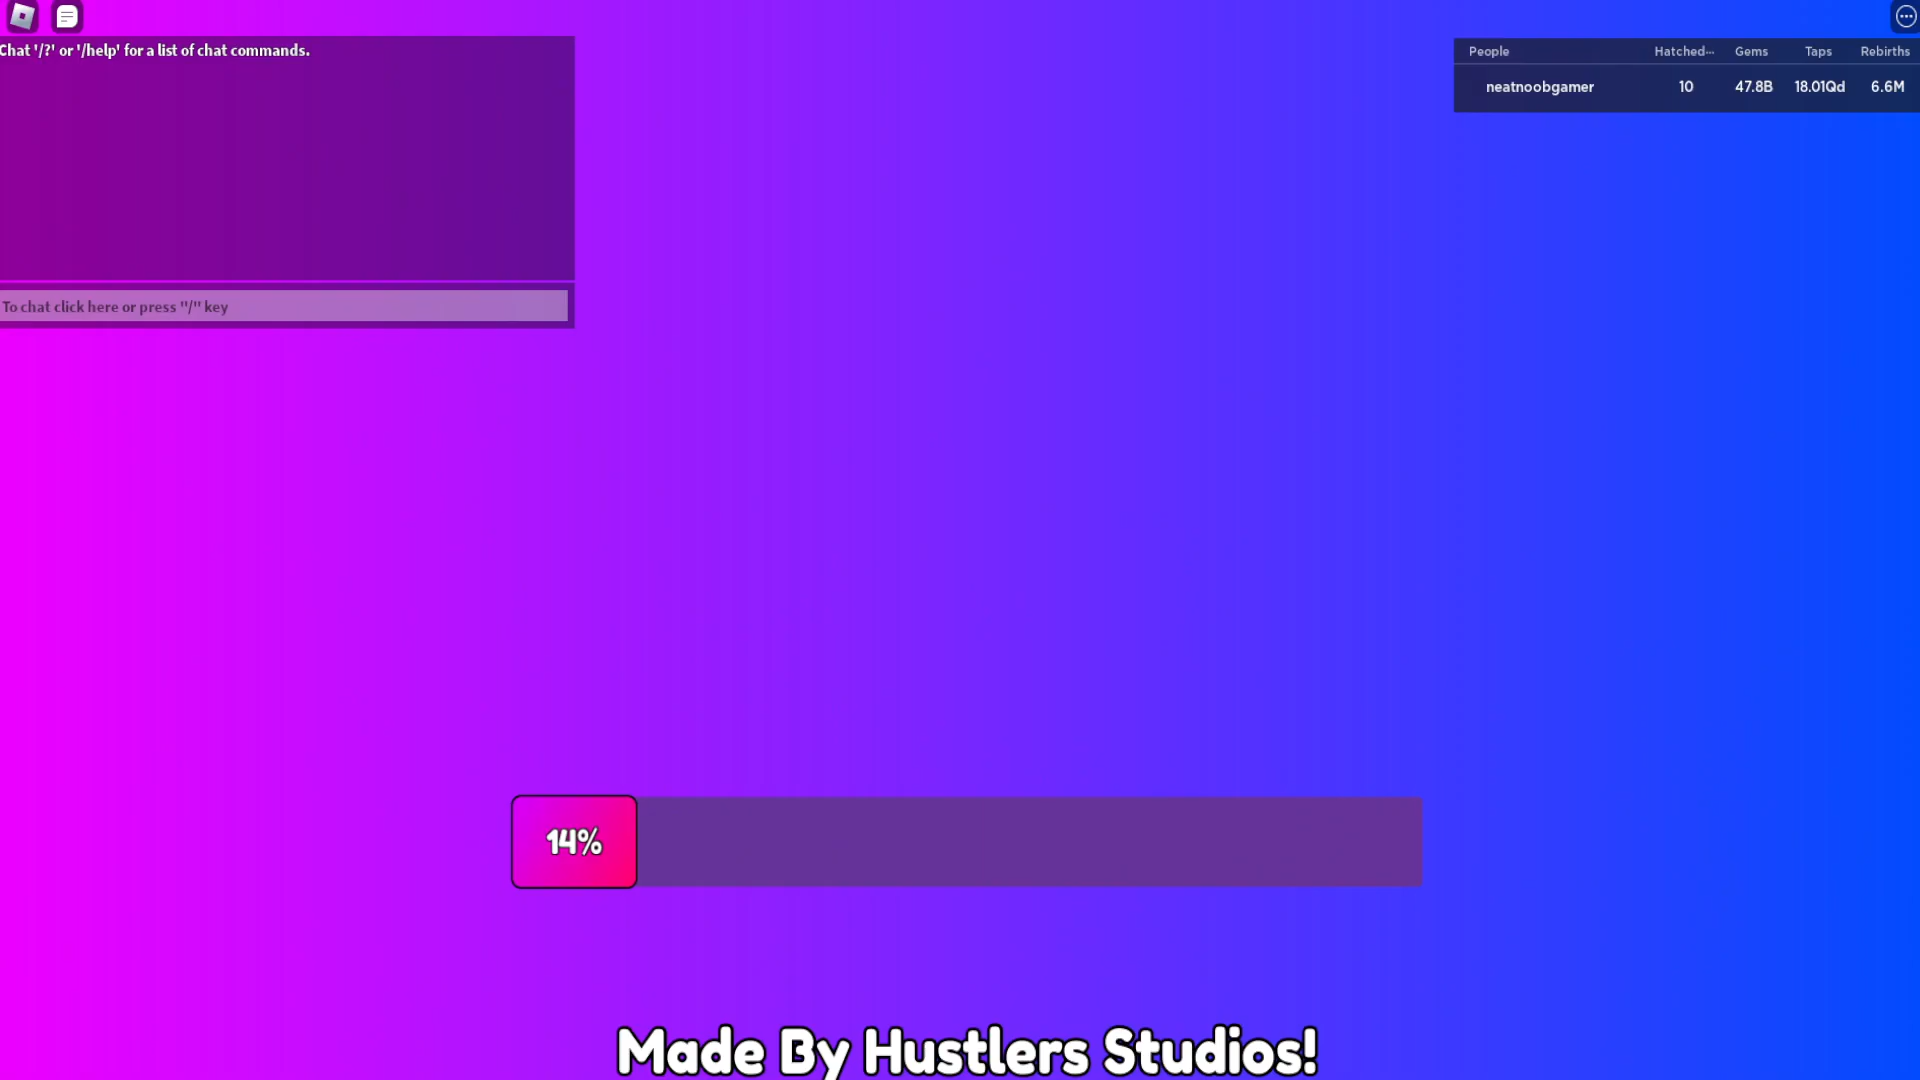 Chat '/?' or '/help' for a list of chat commands.
People Hatched··· Gems Taps Rebirths
neatnoobgamer 10 47.8B 18.01Qd 6.6M
To chat click here or press "/" key
14%
Made By Hustlers Studios!